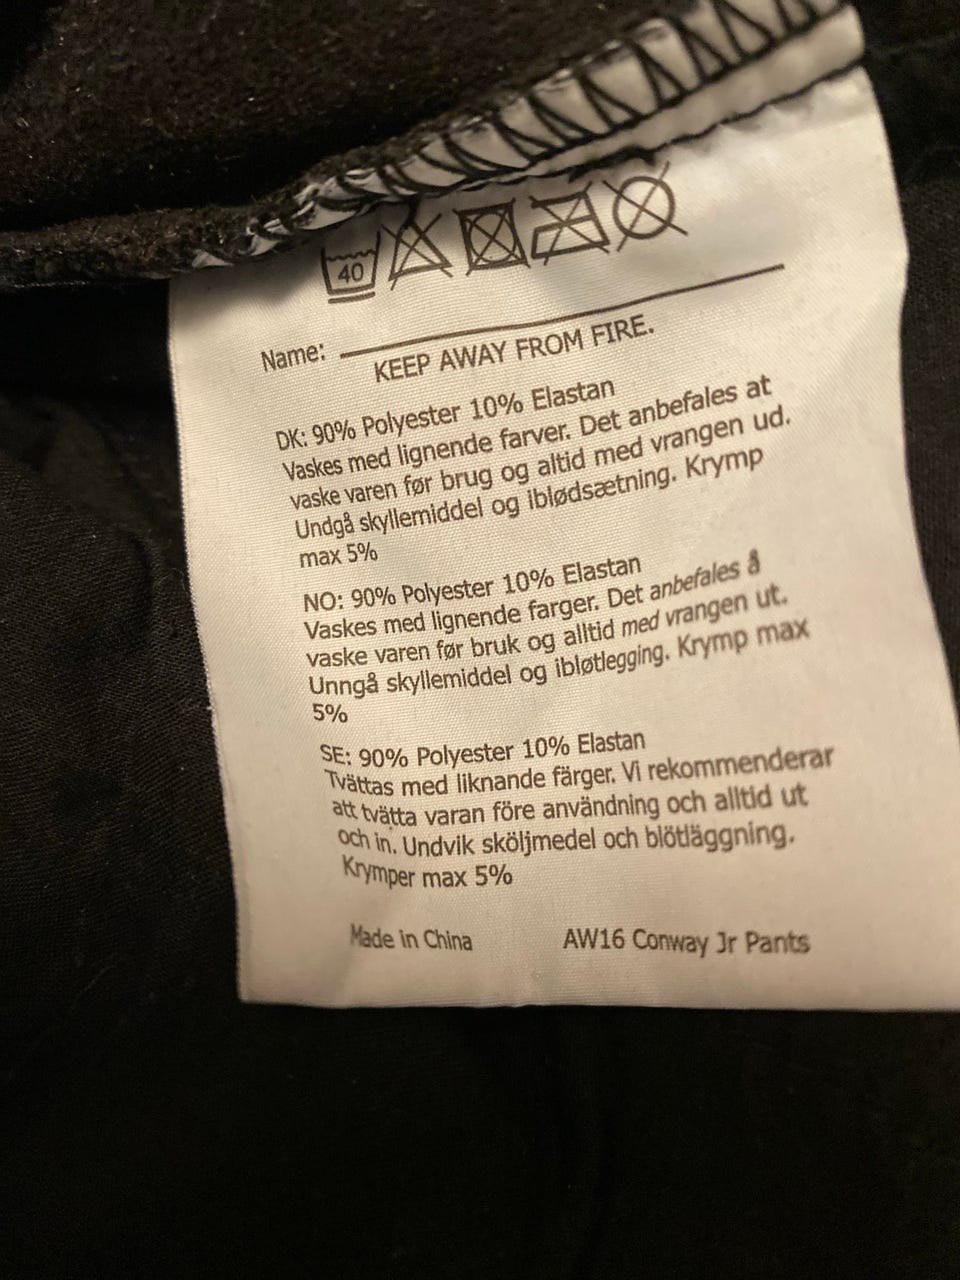 40
Name:
KEEP AWAY FROM FIRE.
DK: 90% Polyester 10% Elastan
Vaskes med lignende farver. Det anbefales at
vaske varen før brug og altid med vrangen ud.
Undgå skyllemiddel og iblødsætning. Krymp
max 5%
NO: 90% Polyester 10% Elastan
Vaskes med lignende farger. Det anbefales å
vaske varen før bruk og alltid med vrangen ut.
Unngå skyllemiddel og ibløtlegging. Krymp max
5%
SE: 90% Polyester 10% Elastan
Tvättas med liknande färger. Vi rekommenderar
att tvätta varan före användning och alltid ut
och in. Undvik sköljmedel och blötläggning.
Krymper max 5%
Made in China AW16 Conway Jr Pants